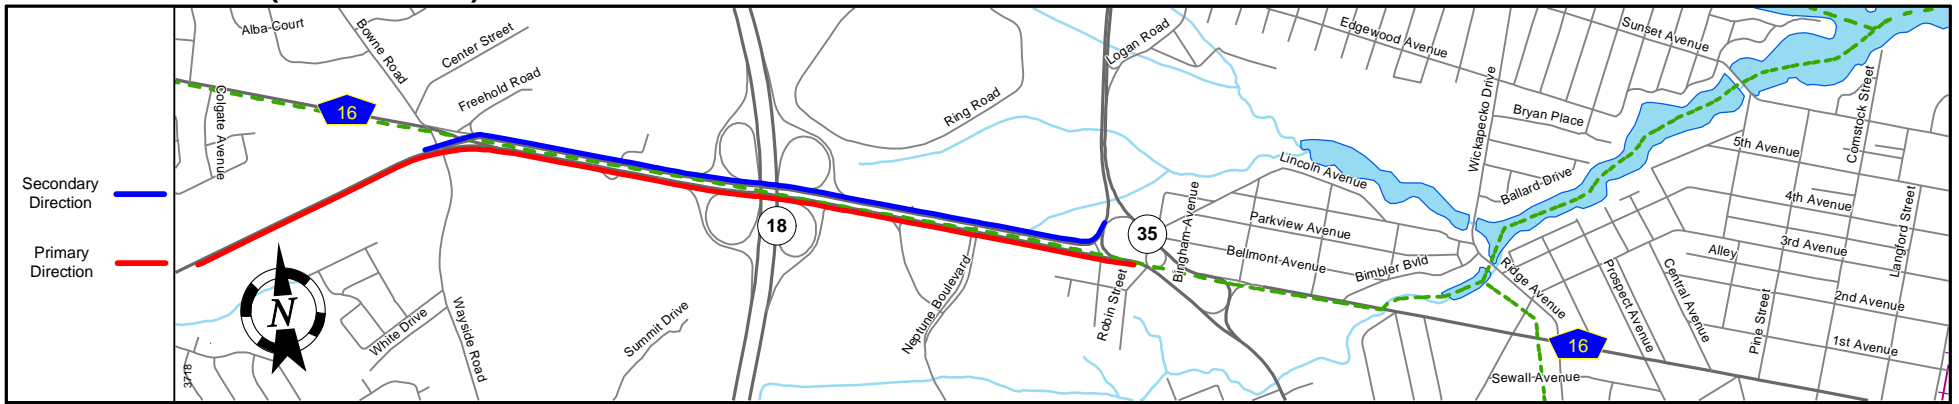 Secondary
Direction
Primary
Direction
Alba-Court
Bowne Road
Center Street
Freehold Road
Colgate Avenue
16
Ring Road
Logan Road
Edgewood Avenue
Sunset Avenue
Wickapecko Drive
Bryan Place
Comstock Street
5th Avenue
Lincoln Avenue
Ballard-Drive
4th Avenue
Langford Street
18
35
Bingham-Avenue
Parkview Avenue
Bellmont-Avenue
Bimbler Bvld
Alley
3rd Avenue
Ridge Avenue
Prospect Avenue
Central Avenue
2nd Avenue
N
White Drive
Wayside Road
Summit Drive
Neptune Boulevard
Robin Street
16
Pine Street
1st Avenue
Sewall-Avenue